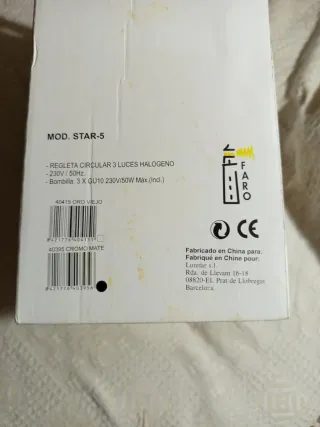 MOD. STAR-5
- REGLETA CIRCULAR 3 LUCES HALOGENO
- 230V / 50Hz.
- Bombilla: 3 X GU10 230V/50W Max.(Incl.)
FARO
40419 ORO VIEJO
40395 CROMO MATE
8421776403958
CE
Fabricado en China para:
Fabriqué en Chine pour:
Lorefar s.l.
Rda. de Llevant 16-18
08820-EL Prat de Llobregat
Barcelona